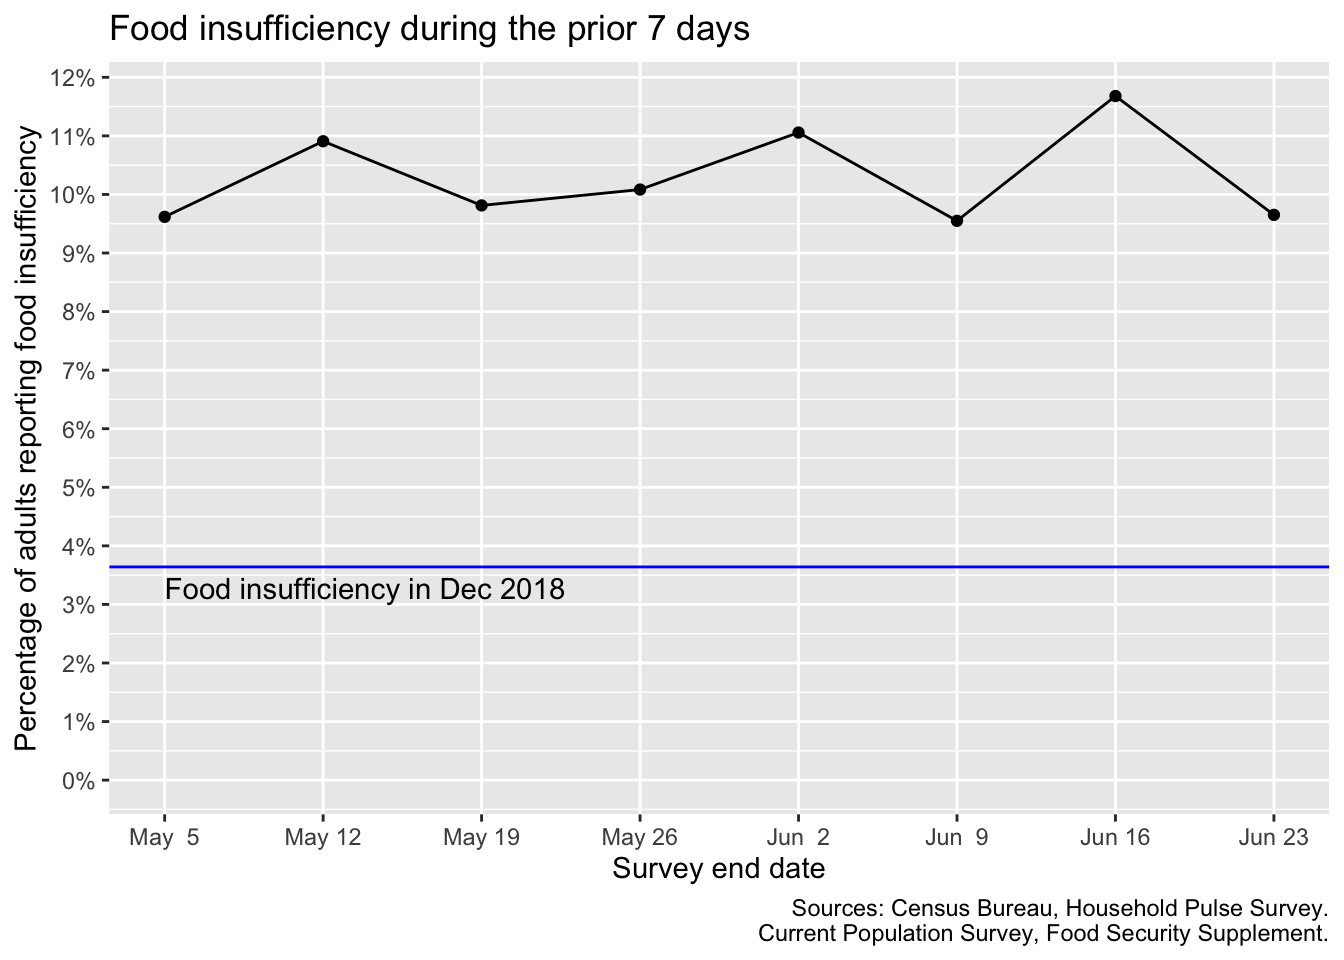 Food insufficiency during the prior 7 days
Percentage of adults reporting food insufficiency
12%
11%
10%
9%
8%
7%
6%
5%
4%
3%
2%
1%
0%
Food insufficiency in Dec 2018
May  5 May 12 May 19 May 26 Jun  2 Jun  9 Jun 16 Jun 23
Survey end date
Sources: Census Bureau, Household Pulse Survey.
Current Population Survey, Food Security Supplement.